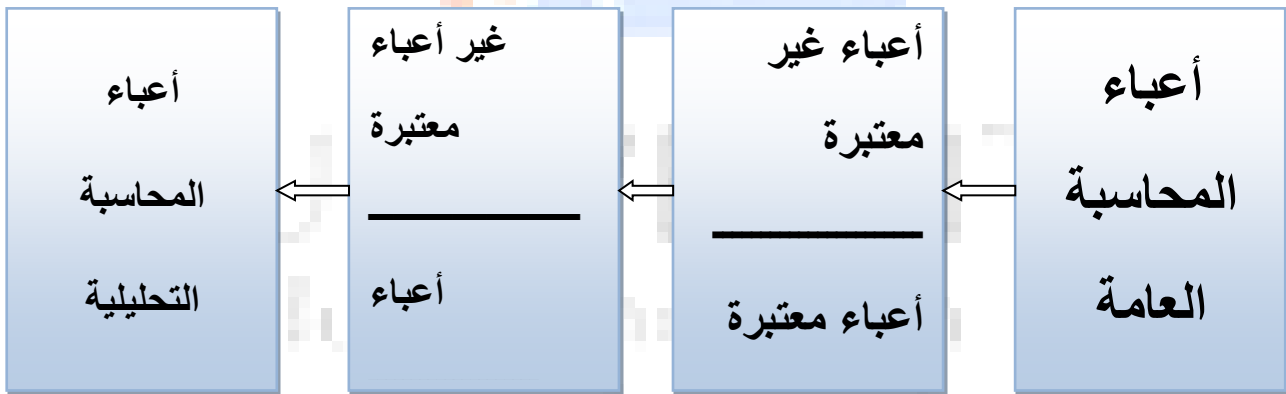 أعباء
المحاسبة
العامة
أعباء غير
معتبرة
أعباء معتبرة
غير أعباء
معتبرة
أعباء
أعباء
المحاسبة
التحليلية